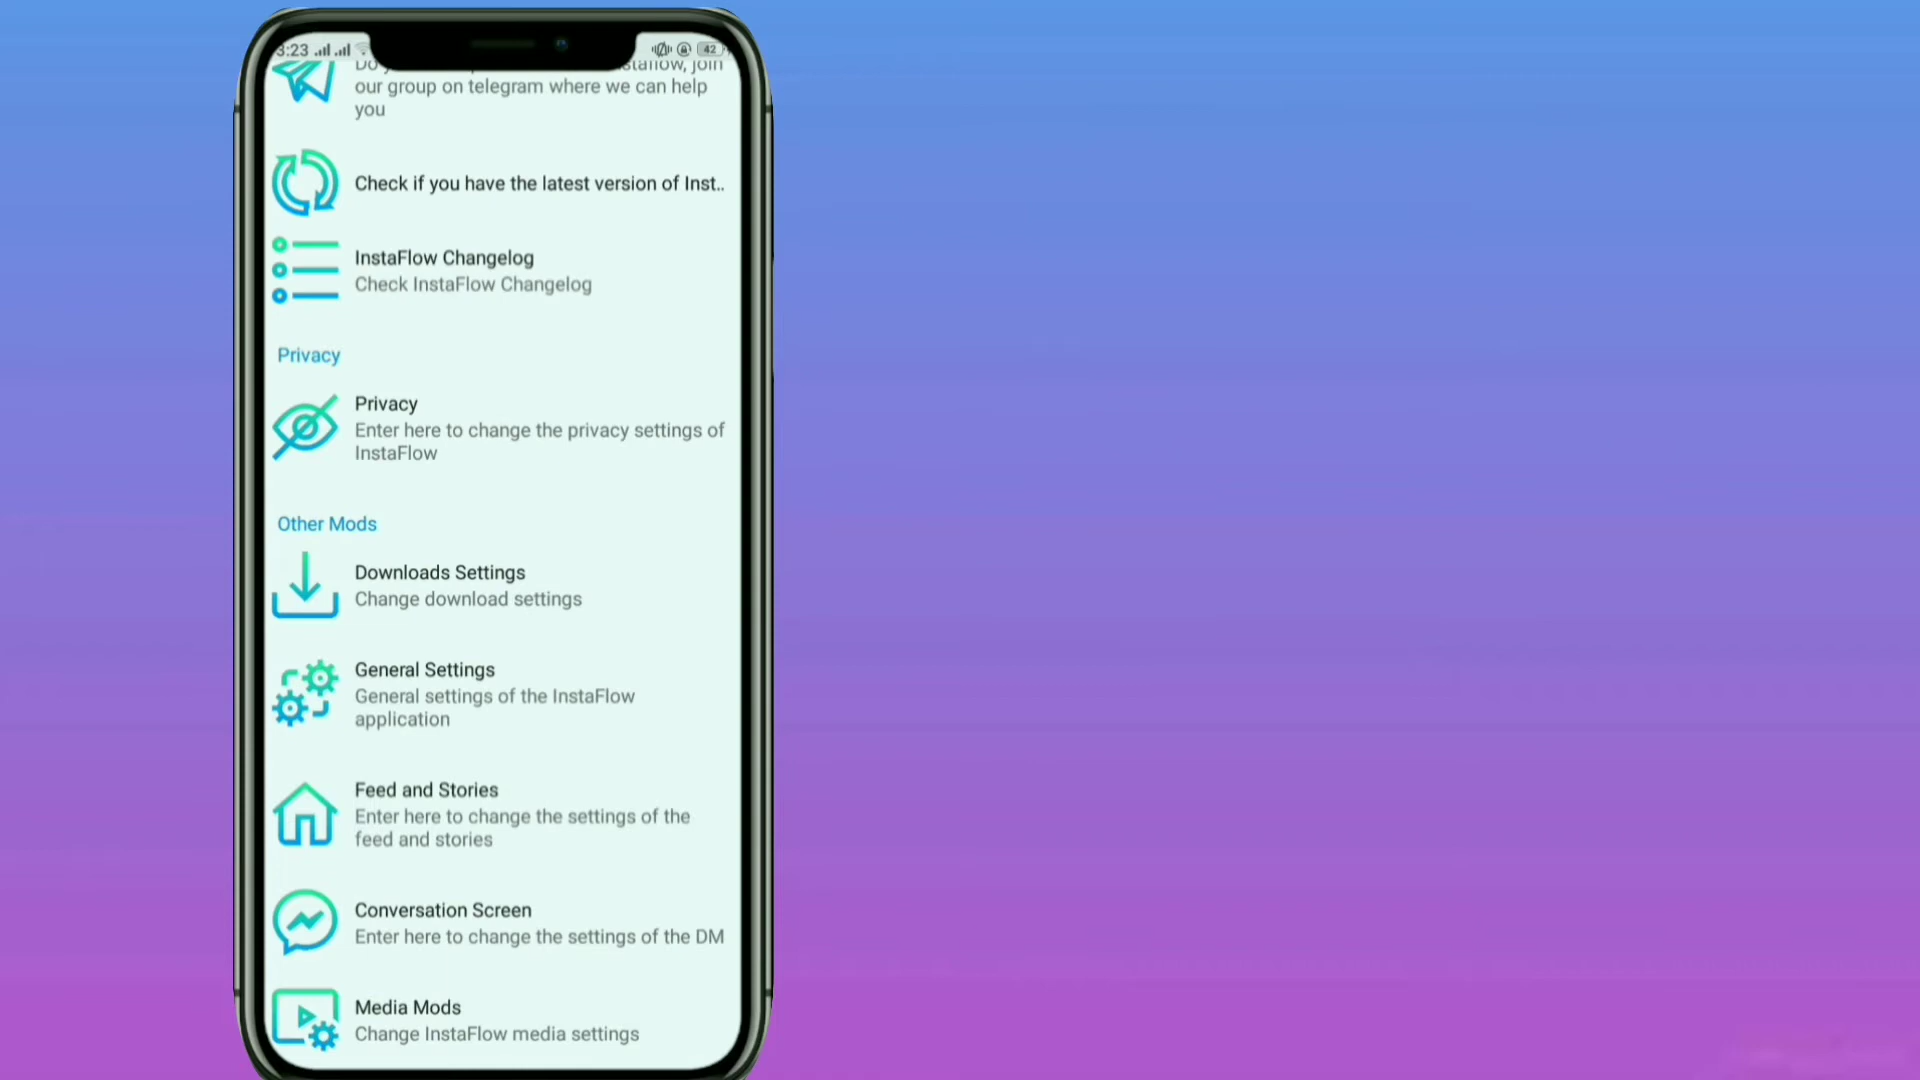 3:23
42
our group on telegram where we can help
you
Check if you have the latest version of Inst..
InstaFlow Changelog
Check InstaFlow Changelog
Privacy
Privacy
Enter here to change the privacy settings of
InstaFlow
Other Mods
Downloads Settings
Change download settings
General Settings
General settings of the InstaFlow
application
Feed and Stories
Enter here to change the settings of the
feed and stories
Conversation Screen
Enter here to change the settings of the DM
Media Mods
Change InstaFlow media settings